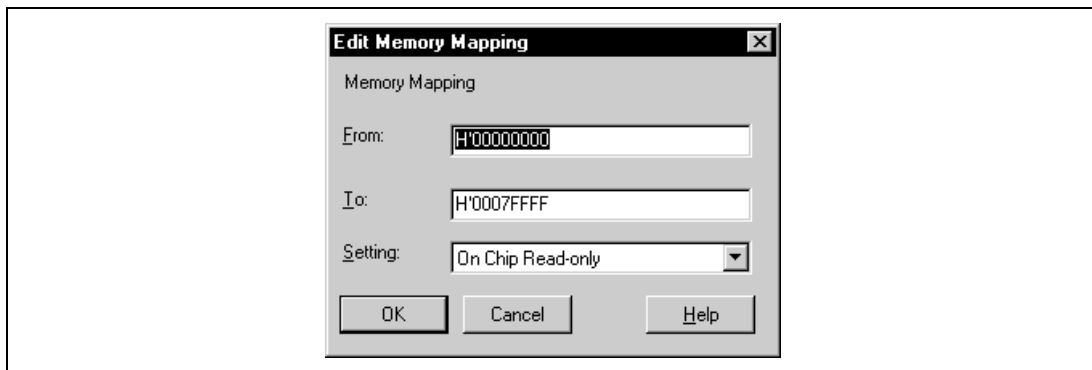 Edit Memory Mapping
Memory Mapping
From: H'00000000
To: H'0007FFFF
Setting: On Chip Read-only
OK Cancel Help